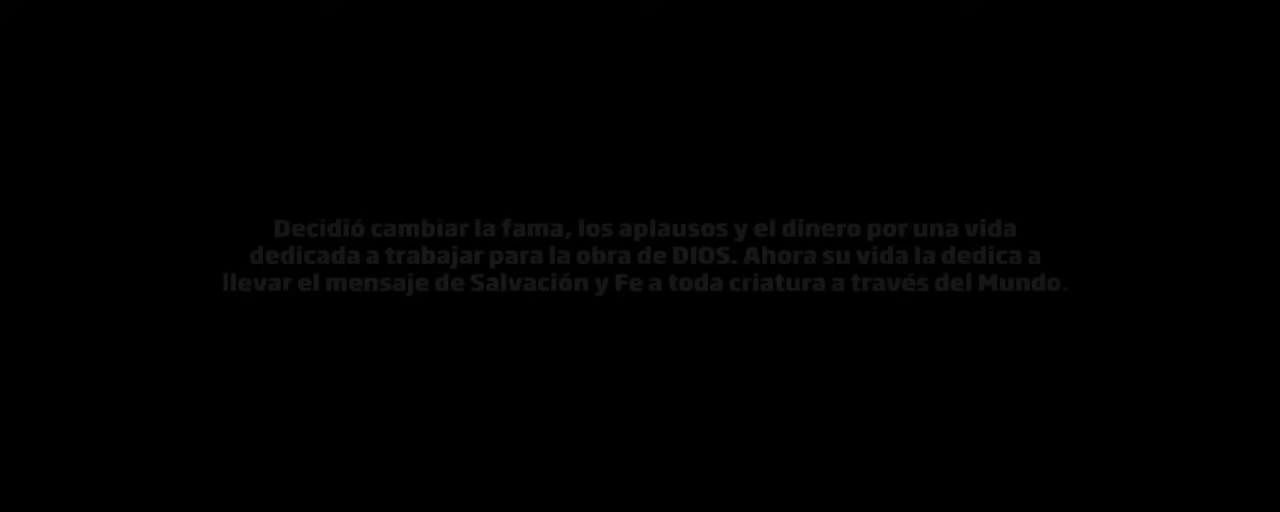 Decidió cambiar la fama, los aplausos y el dinero por una vida
dedicada a trabajar para la obra de DIOS. Ahora su vida la dedica a
llevar el mensaje de Salvación y Fe a toda criatura a través del Mundo.